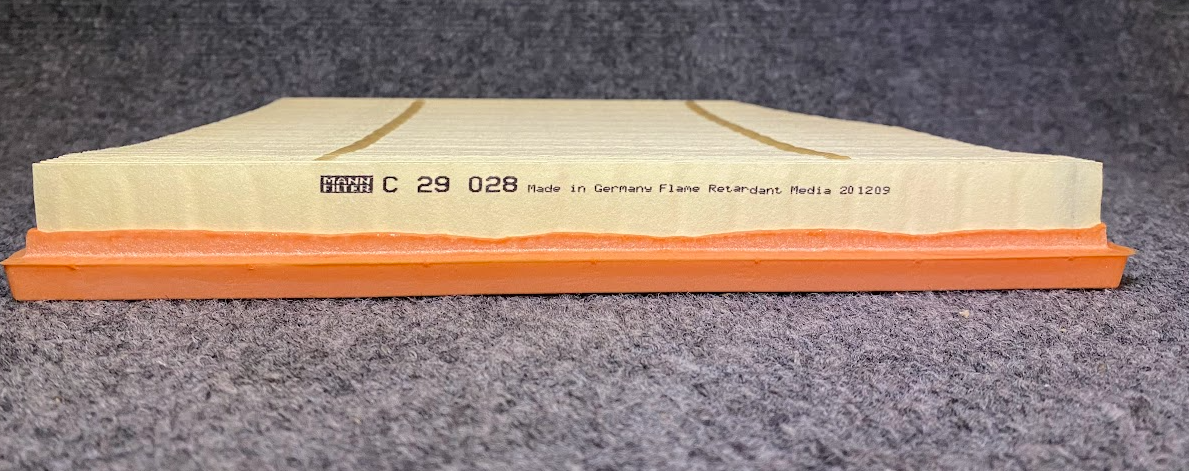 MANN FILTER C 29 028 Made in Germany Flame Retardant Media 201209